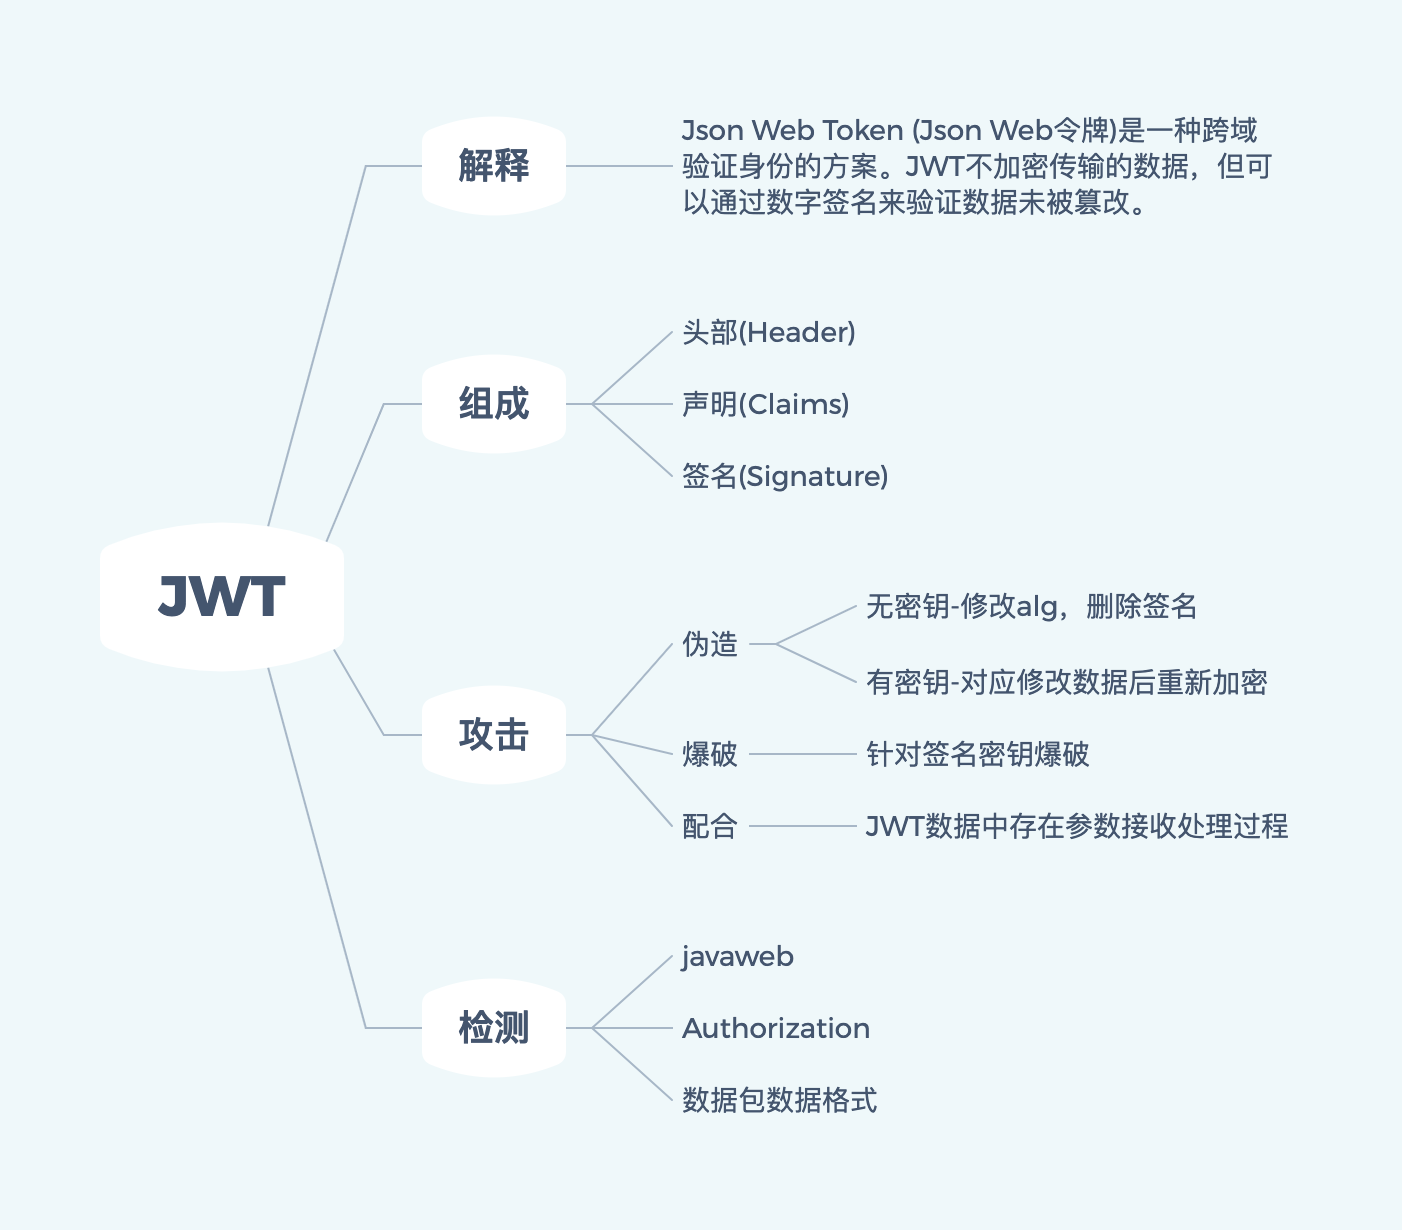 JWT
解释
Json Web Token (Json Web令牌)是一种跨域
验证身份的方案。JWT不加密传输的数据，但可
以通过数字签名来验证数据未被篡改。
组成
头部(Header)
声明(Claims)
签名(Signature)
攻击
伪造
无密钥-修改alg，删除签名
有密钥-对应修改数据后重新加密
爆破
针对签名密钥爆破
配合
JWT数据中存在参数接收处理过程
检测
javaweb
Authorization
数据包数据格式